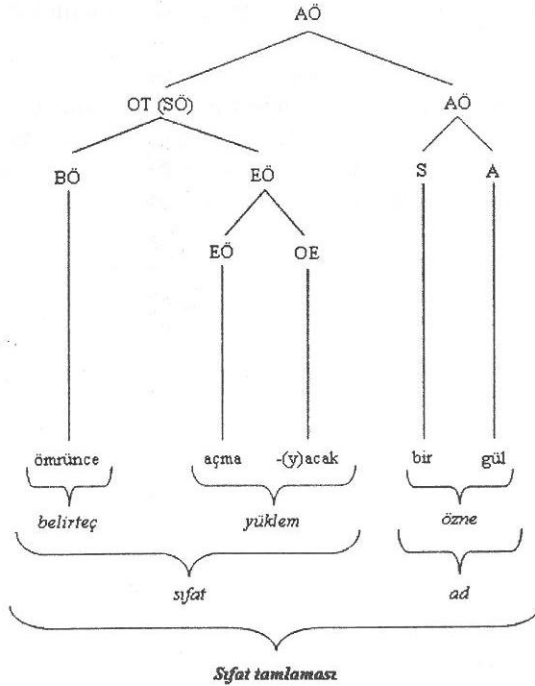 AÖ
OT (SÖ) AÖ
BÖ EÖ S A
EÖ OE
ömrünce açma -(y)acak bir gül
belirteç yüklem özne
sıfat ad
Sıfat tamlaması